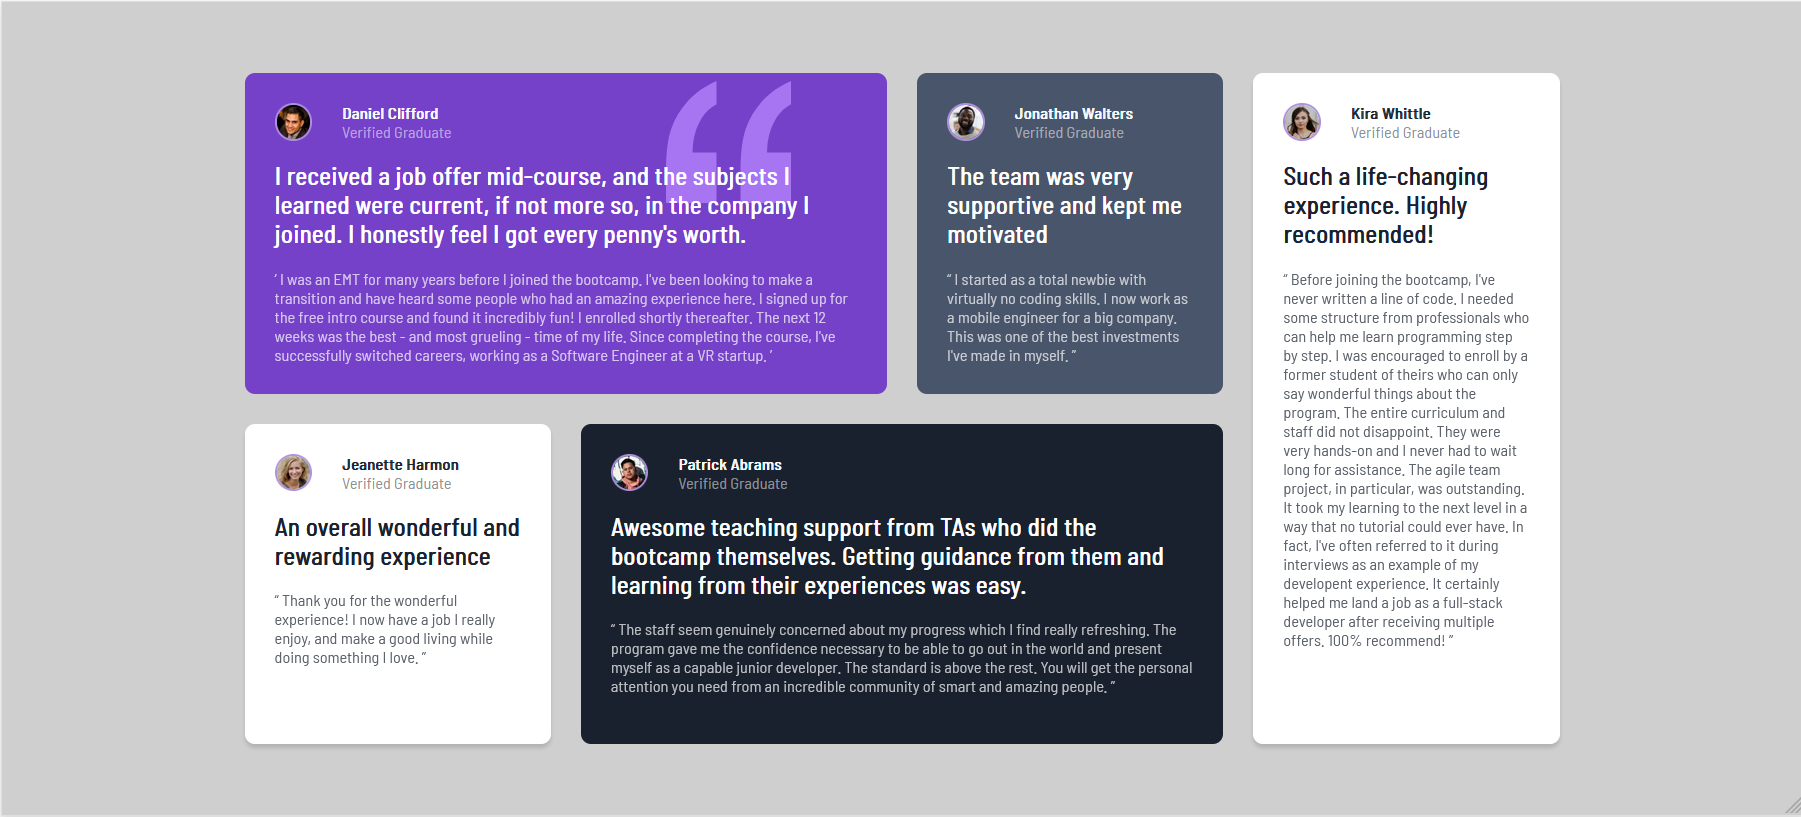 Daniel Clifford
Verified Graduate
I received a job offer mid-course, and the subjects I
learned were current, if not more so, in the company I
joined. I honestly feel I got every penny's worth.
‘ I was an EMT for many years before I joined the bootcamp. I've been looking to make a
transition and have heard some people who had an amazing experience here. I signed up for
the free intro course and found it incredibly fun! I enrolled shortly thereafter. The next 12
weeks was the best - and most grueling - time of my life. Since completing the course, I've
successfully switched careers, working as a Software Engineer at a VR startup. ’
Jonathan Walters
Verified Graduate
The team was very
supportive and kept me
motivated
“ I started as a total newbie with
virtually no coding skills. I now work as
a mobile engineer for a big company.
This was one of the best investments
I've made in myself. ”
Kira Whittle
Verified Graduate
Such a life-changing
experience. Highly
recommended!
“ Before joining the bootcamp, I've
never written a line of code. I needed
some structure from professionals who
can help me learn programming step
by step. I was encouraged to enroll by a
former student of theirs who can only
say wonderful things about the
program. The entire curriculum and
staff did not disappoint. They were
very hands-on and I never had to wait
long for assistance. The agile team
project, in particular, was outstanding.
It took my learning to the next level in a
way that no tutorial could ever have. In
fact, I've often referred to it during
interviews as an example of my
developent experience. It certainly
helped me land a job as a full-stack
developer after receiving multiple
offers. 100% recommend! ”
Jeanette Harmon
Verified Graduate
An overall wonderful and
rewarding experience
“ Thank you for the wonderful
experience! I now have a job I really
enjoy, and make a good living while
doing something I love. ”
Patrick Abrams
Verified Graduate
Awesome teaching support from TAs who did the
bootcamp themselves. Getting guidance from them and
learning from their experiences was easy.
“ The staff seem genuinely concerned about my progress which I find really refreshing. The
program gave me the confidence necessary to be able to go out in the world and present
myself as a capable junior developer. The standard is above the rest. You will get the personal
attention you need from an incredible community of smart and amazing people. ”